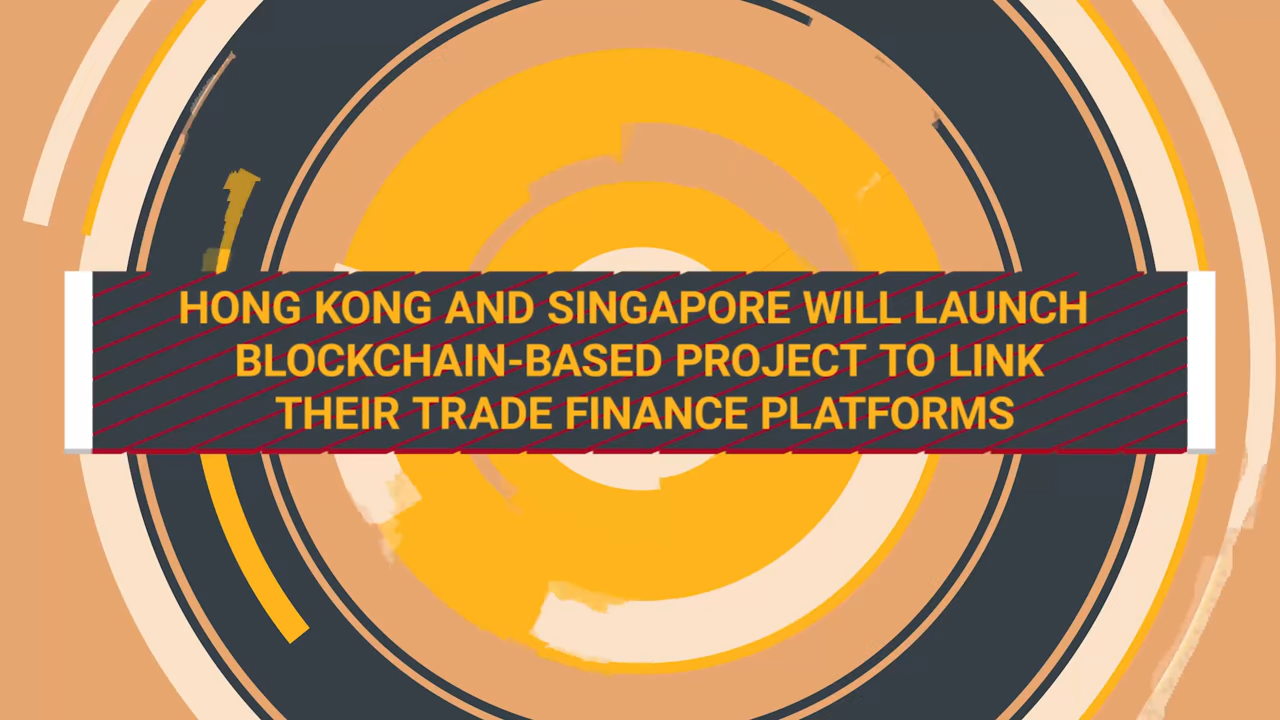 HONG KONG AND SINGAPORE WILL LAUNCH
BLOCKCHAIN-BASED PROJECT TO LINK
THEIR TRADE FINANCE PLATFORMS